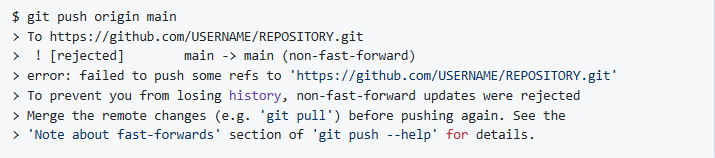 $ git push origin main
> To https://github.com/USERNAME/REPOSITORY.git
>  ! [rejected]        main -> main (non-fast-forward)
> error: failed to push some refs to 'https://github.com/USERNAME/REPOSITORY.git'
> To prevent you from losing history, non-fast-forward updates were rejected
> Merge the remote changes (e.g. 'git pull') before pushing again. See the
> 'Note about fast-forwards' section of 'git push --help' for details.